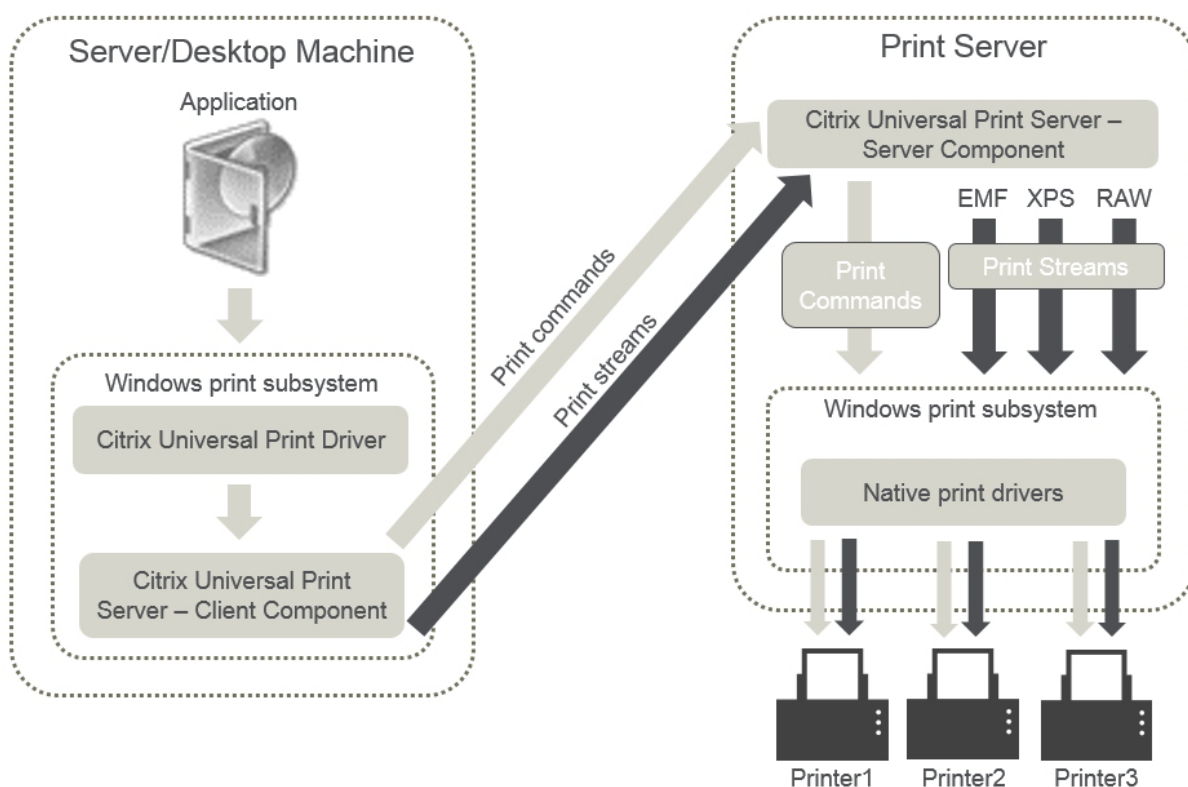 Server/Desktop Machine
Application
Windows print subsystem
Citrix Universal Print Driver
Citrix Universal Print
Server – Client Component
Print commands
Print streams
Print Server
Citrix Universal Print Server –
Server Component
EMF XPS RAW
Print
Commands
Print Streams
Windows print subsystem
Native print drivers
Printer1 Printer2 Printer3